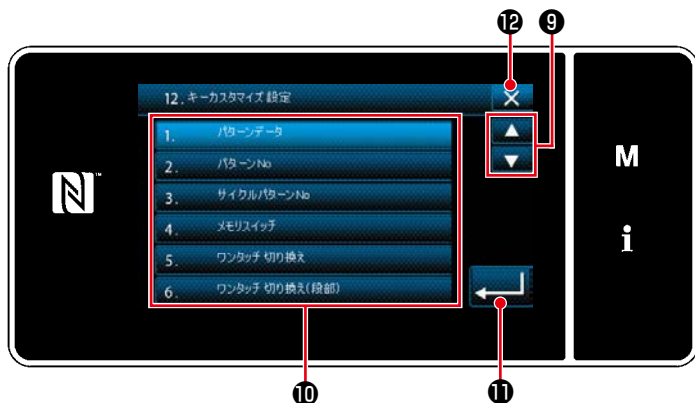 ⓬ ❾
12. キーカスタマイズ 設定
1. パターンデータ
2. パターンNo
3. サイクルパターンNo
4. メモリスイッチ
5. ワンタッチ 切り換え
6. ワンタッチ 切り換え(段部)
M
i
N™
❿ ⓫